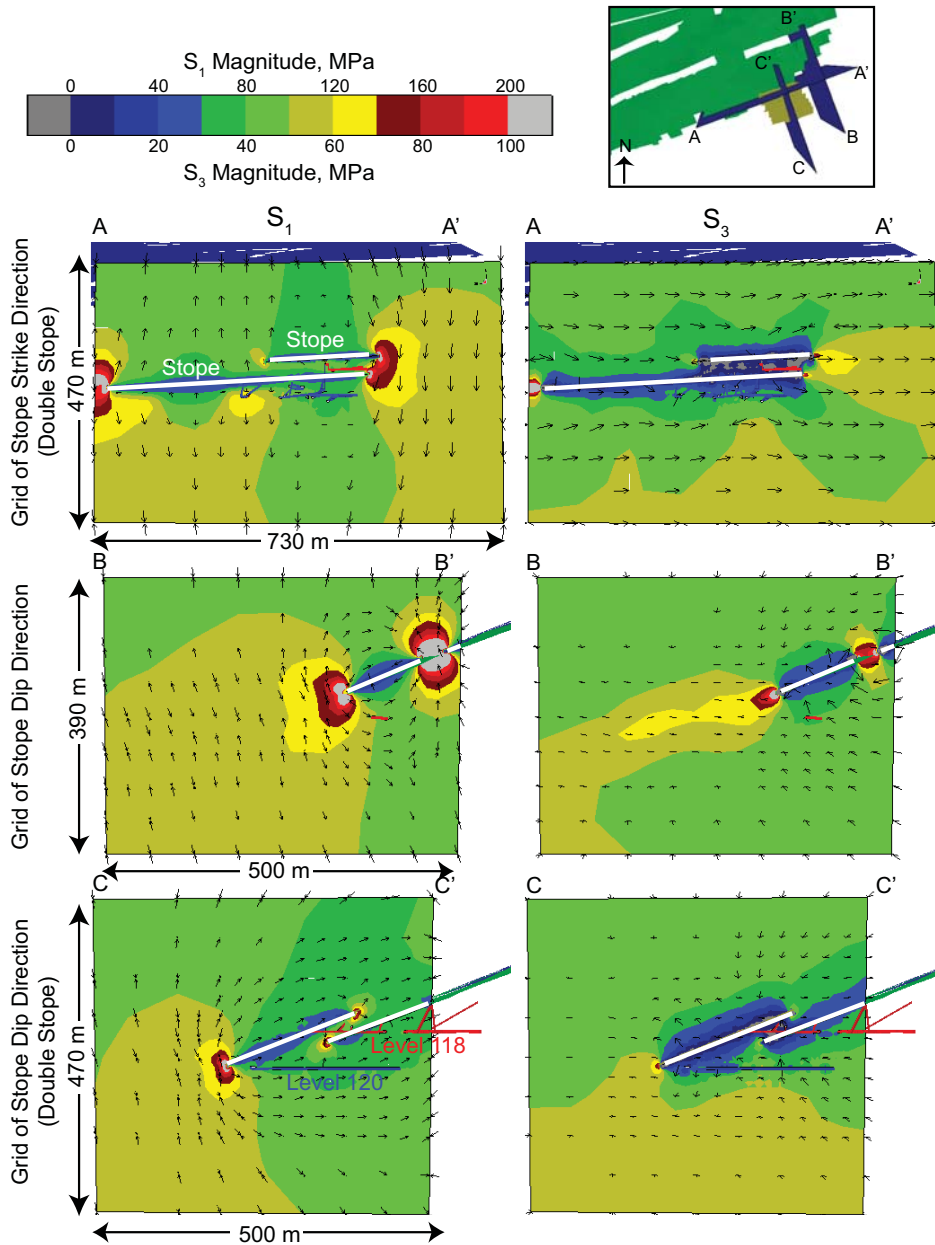 S1 Magnitude, MPa
0 40 80 120 160 200
0 20 40 60 80 100
S3 Magnitude, MPa
B'
C'
A'
A
B
C
N
A S1 A'
A S3 A'
Grid of Stope Strike Direction
(Double Stope)
470 m
Stope
Stope
730 m
B B'
B B'
Grid of Stope Dip Direction
390 m
500 m
C C'
C C'
Grid of Stope Dip Direction
(Double Stope)
470 m
Level 118
Level 120
500 m